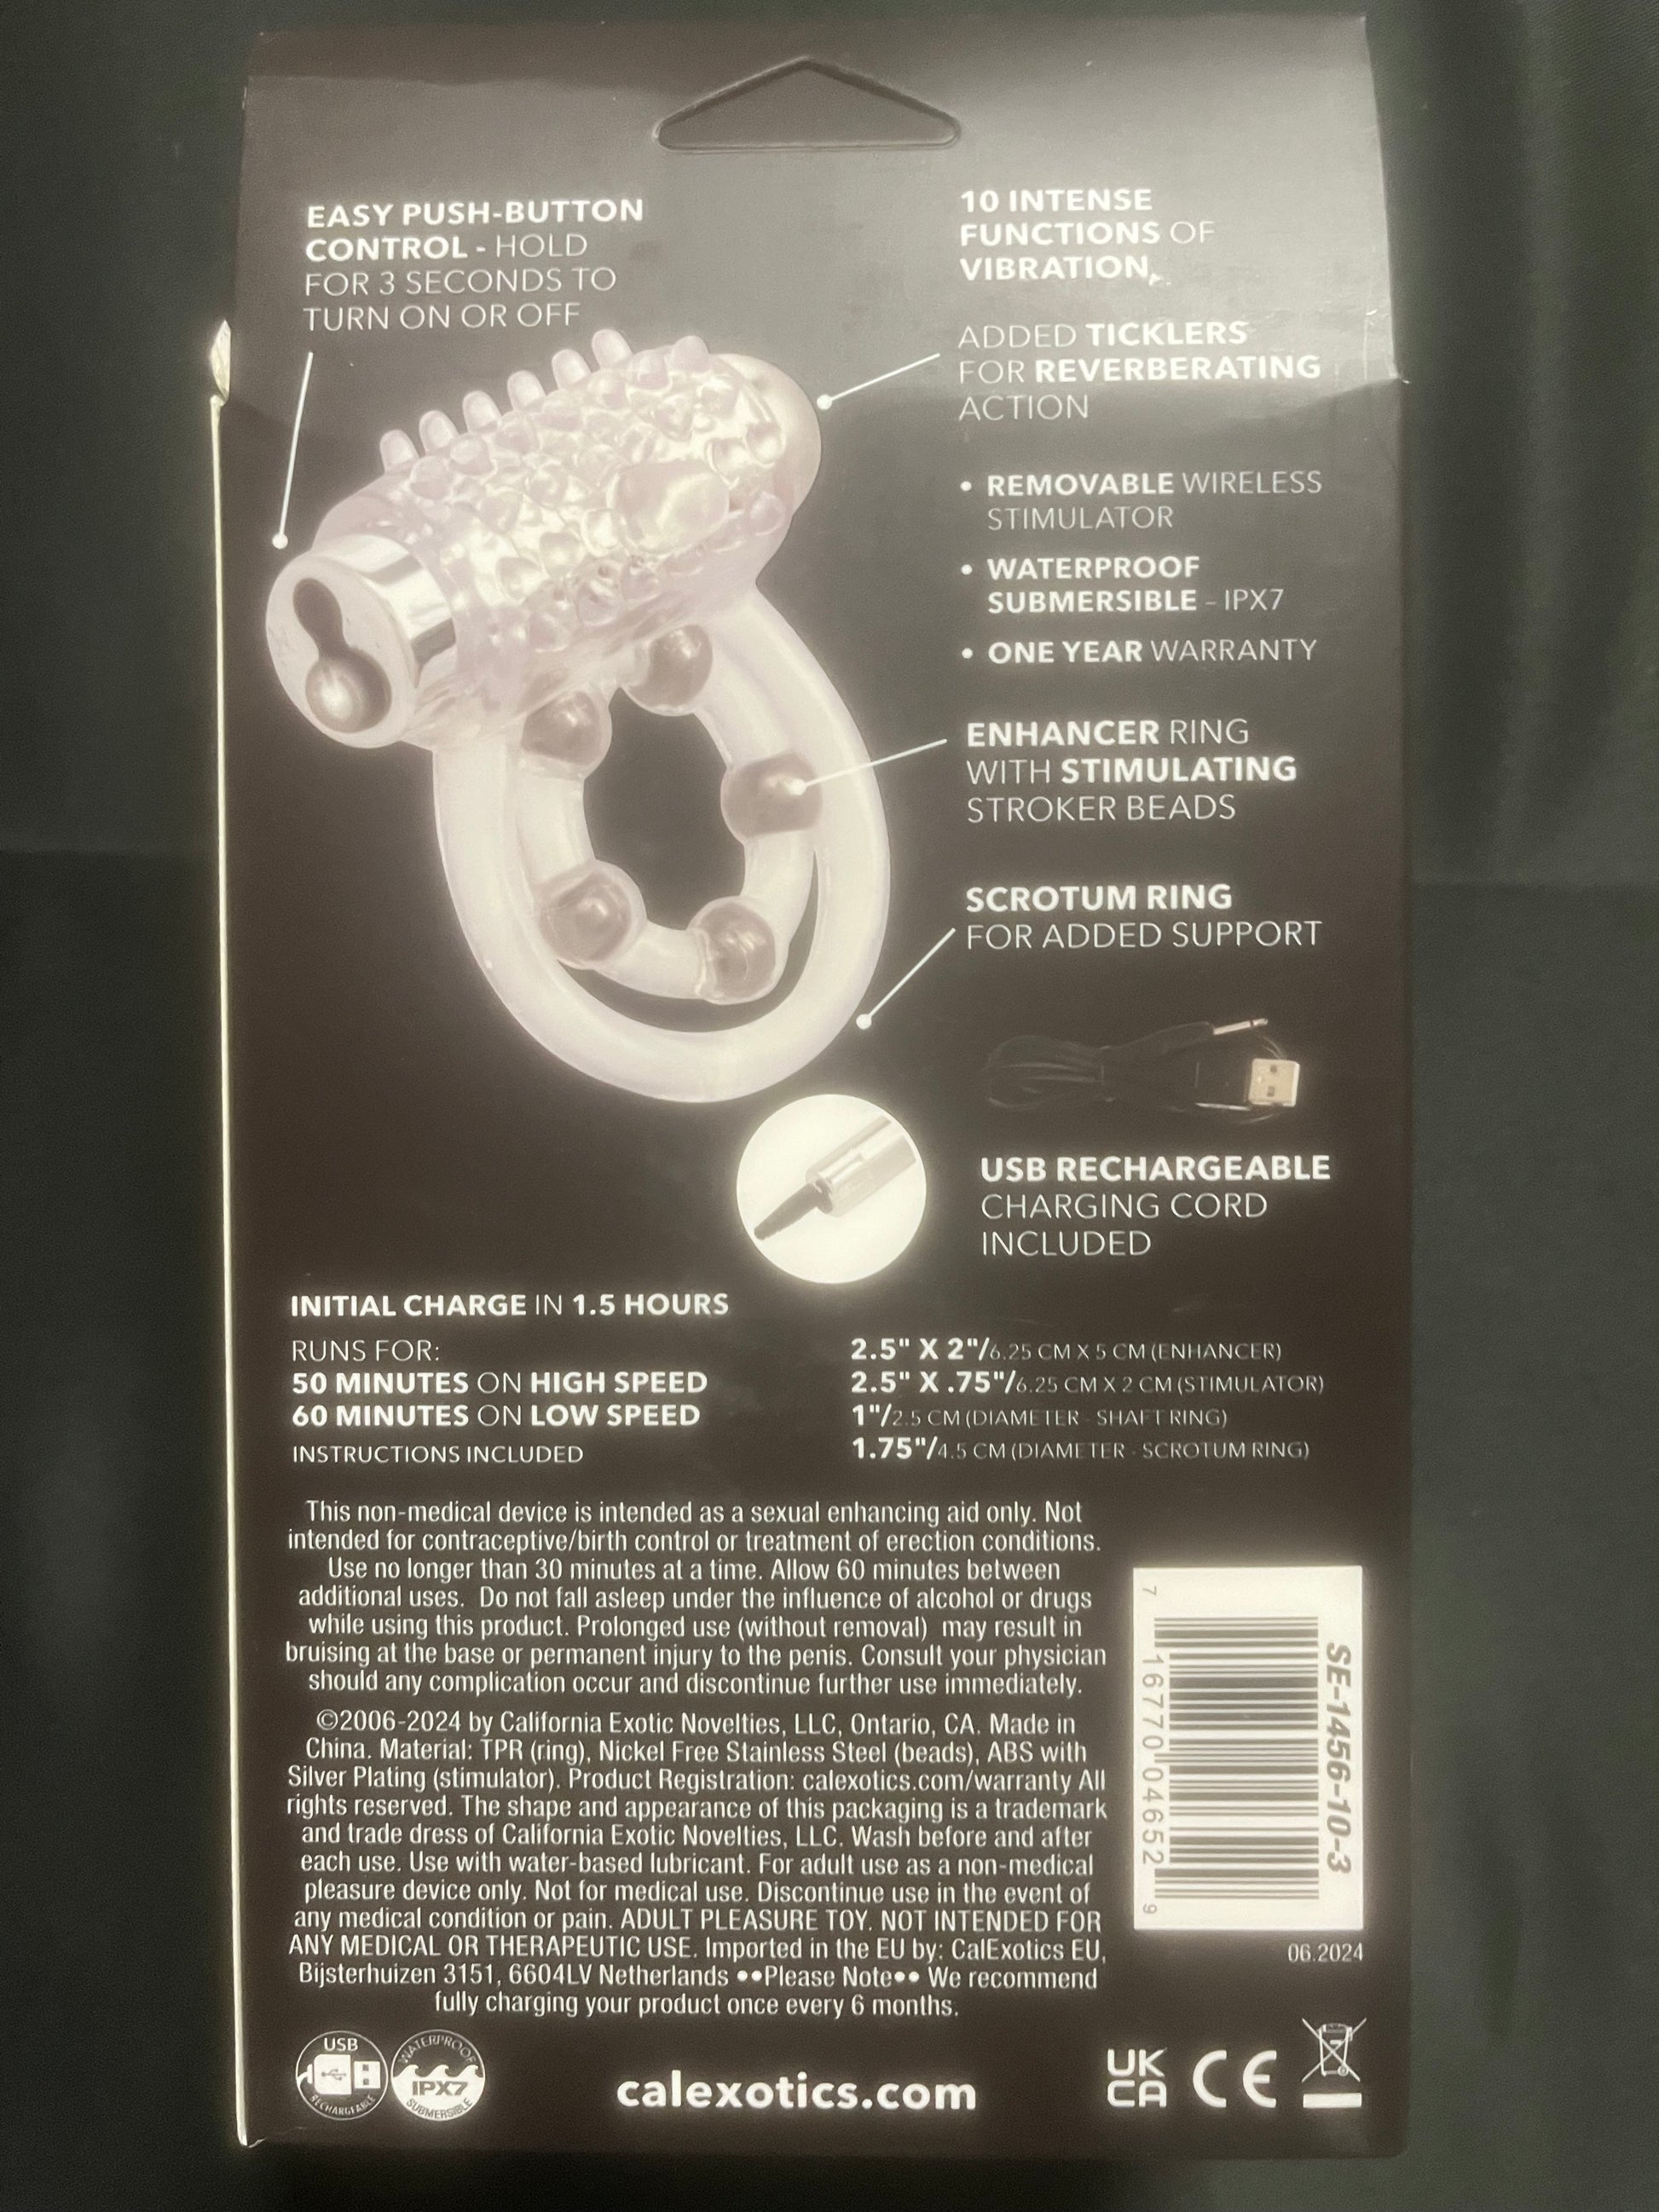 EASY PUSH-BUTTON
CONTROL - HOLD
FOR 3 SECONDS TO
TURN ON OR OFF
10 INTENSE
FUNCTIONS OF
VIBRATION,
ADDED TICKLERS
FOR REVERBERATING
ACTION
• REMOVABLE WIRELESS
STIMULATOR
• WATERPROOF
SUBMERSIBLE - IPX7
• ONE YEAR WARRANTY
ENHANCER RING
WITH STIMULATING
STROKER BEADS
SCROTUM RING
FOR ADDED SUPPORT
USB RECHARGEABLE
CHARGING CORD
INCLUDED
INITIAL CHARGE IN 1.5 HOURS
RUNS FOR:
50 MINUTES ON HIGH SPEED
60 MINUTES ON LOW SPEED
INSTRUCTIONS INCLUDED
2.5" X 2"/6.25 CM X 5 CM (ENHANCER)
2.5" X .75"/6.25 CM X 2 CM (STIMULATOR)
1"/2.5 CM (DIAMETER - SHAFT RING)
1.75"/4.5 CM (DIAMETER - SCROTUM RING)
This non-medical device is intended as a sexual enhancing aid only. Not
intended for contraceptive/birth control or treatment of erection conditions.
Use no longer than 30 minutes at a time. Allow 60 minutes between
additional uses. Do not fall asleep under the influence of alcohol or drugs
while using this product. Prolonged use (without removal) may result in
bruising at the base or permanent injury to the penis. Consult your physician
should any complication occur and discontinue further use immediately.
©2006-2024 by California Exotic Novelties, LLC, Ontario, CA. Made in
China. Material: TPR (ring), Nickel Free Stainless Steel (beads), ABS with
Silver Plating (stimulator). Product Registration: calexotics.com/warranty All
rights reserved. The shape and appearance of this packaging is a trademark
and trade dress of California Exotic Novelties, LLC. Wash before and after
each use. Use with water-based lubricant. For adult use as a non-medical
pleasure device only. Not for medical use. Discontinue use in the event of
any medical condition or pain. ADULT PLEASURE TOY. NOT INTENDED FOR
ANY MEDICAL OR THERAPEUTIC USE. Imported in the EU by: CalExotics EU,
Bijsterhuizen 3151, 6604LV Netherlands ••Please Note•• We recommend
fully charging your product once every 6 months.
SE-1456-10-3
7 16770 04652 9
06.2024
USB
RECHARGEABLE
WATERPROOF
IPX7
SUBMERSIBLE
calexotics.com
UK
CA
CE